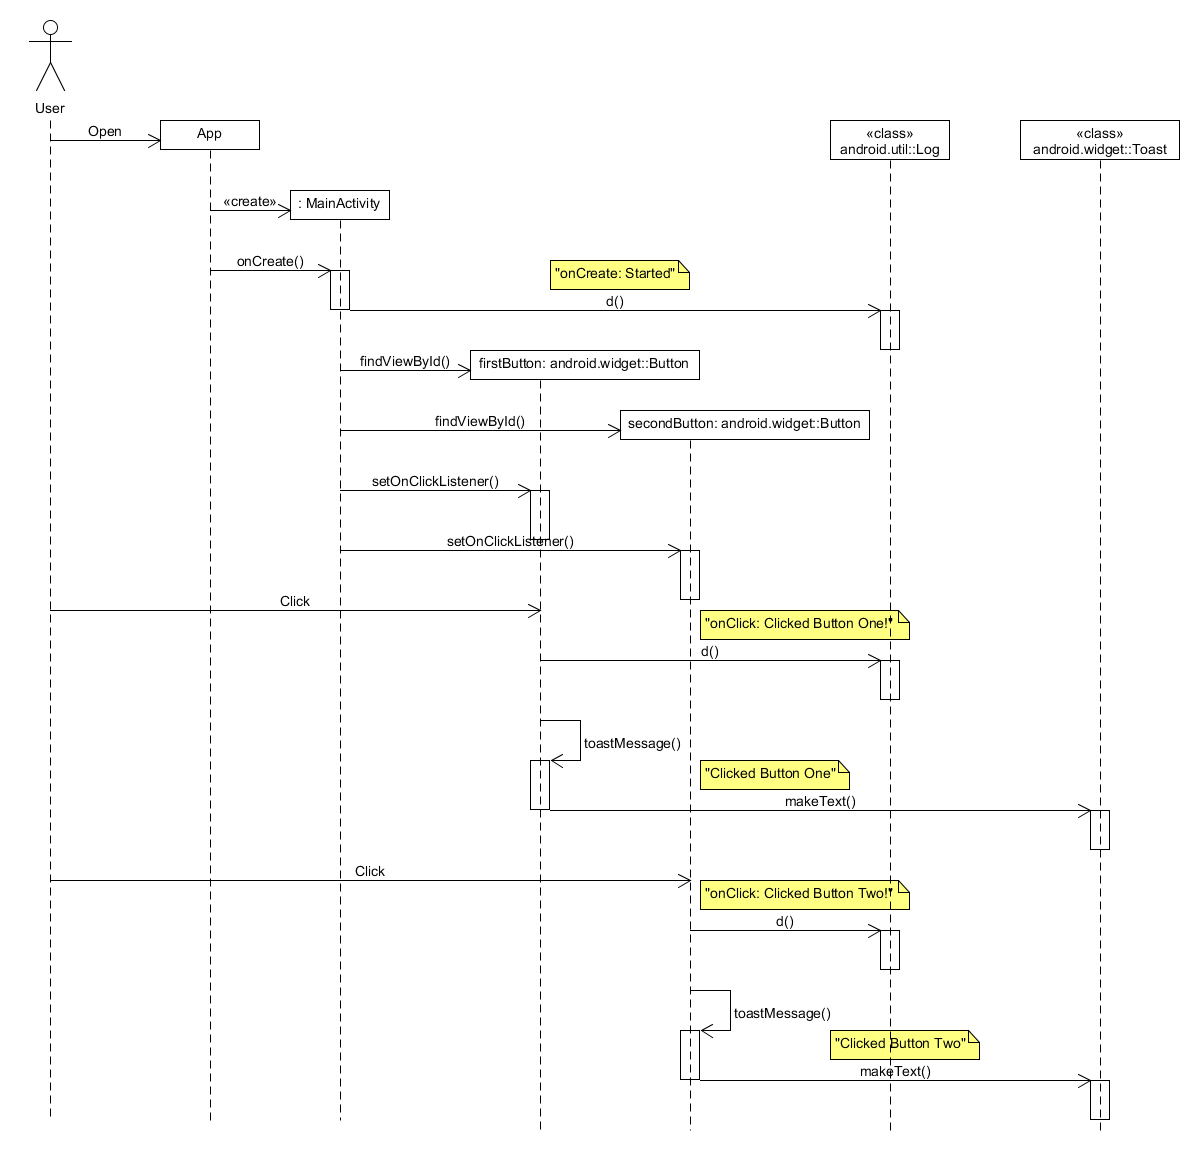 User
Open
App
«class»
android.util::Log
«class»
android.widget::Toast
«create»
: MainActivity
onCreate()
"onCreate: Started"
d()
findViewById()
firstButton: android.widget::Button
findViewById()
secondButton: android.widget::Button
setOnClickListener()
setOnClickListener()
Click
"onClick: Clicked Button One!"
d()
toastMessage()
"Clicked Button One"
makeText()
Click
"onClick: Clicked Button Two!"
d()
toastMessage()
"Clicked Button Two"
makeText()